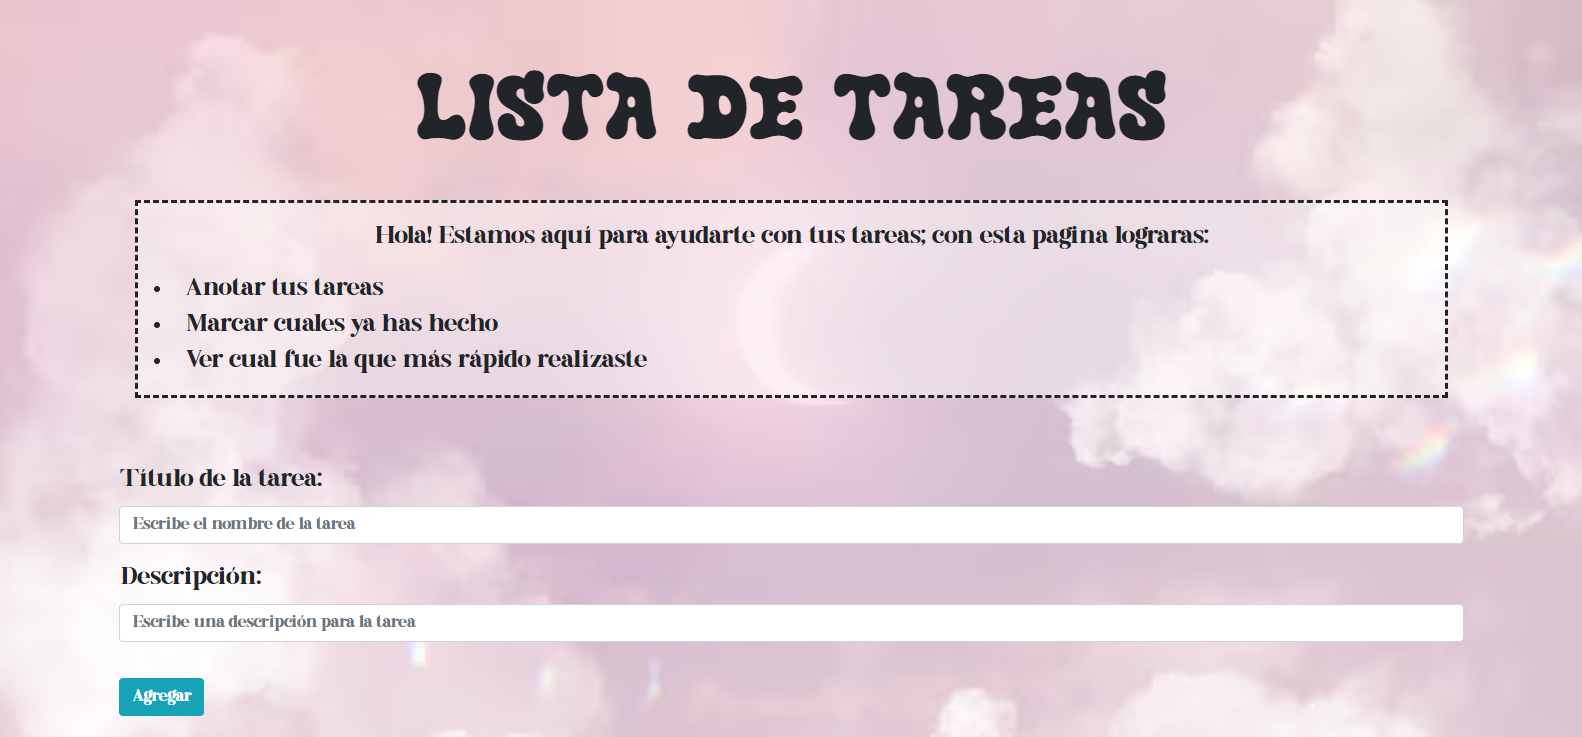 LISTA DE TAREAS
Hola! Estamos aquí para ayudarte con tus tareas; con esta pagina lograras:
• Anotar tus tareas
• Marcar cuales ya has hecho
• Ver cual fue la que más rápido realizaste
Título de la tarea:
Escribe el nombre de la tarea
Descripción:
Escribe una descripción para la tarea
Agregar